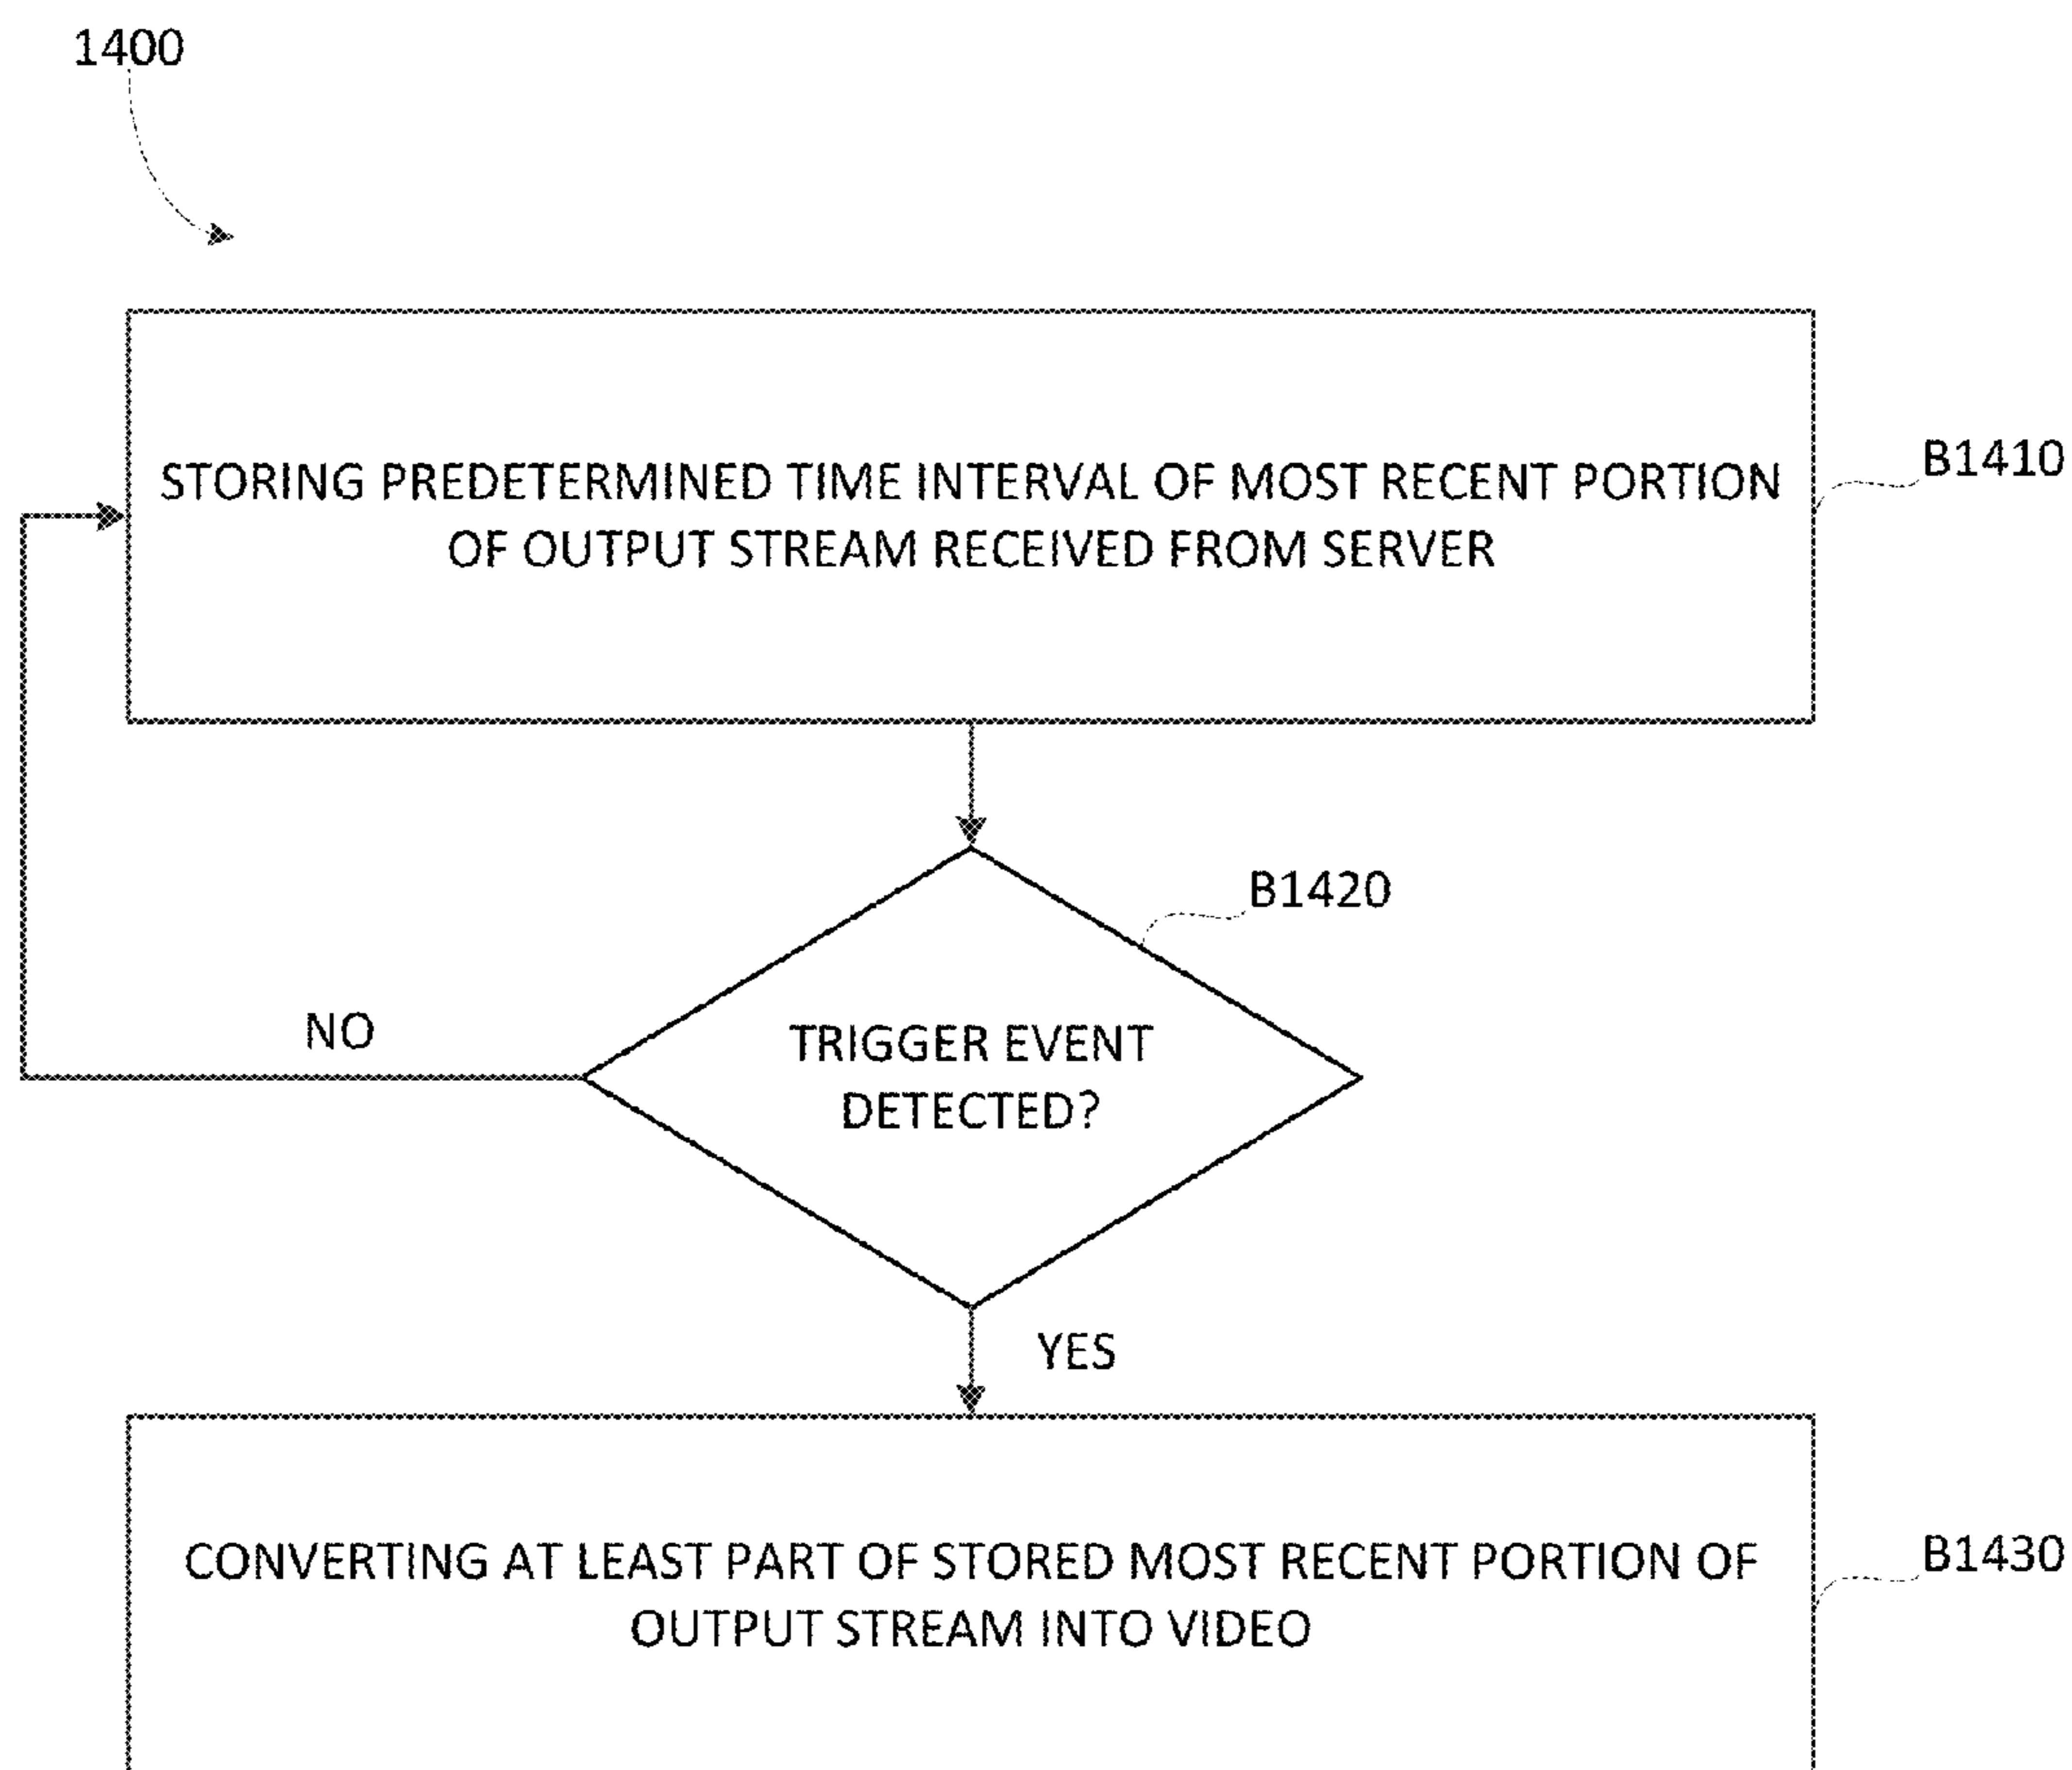 1400
STORING PREDETERMINED TIME INTERVAL OF MOST RECENT PORTION
OF OUTPUT STREAM RECEIVED FROM SERVER
B1410
B1420
TRIGGER EVENT
DETECTED?
NO
YES
CONVERTING AT LEAST PART OF STORED MOST RECENT PORTION OF
OUTPUT STREAM INTO VIDEO
B1430